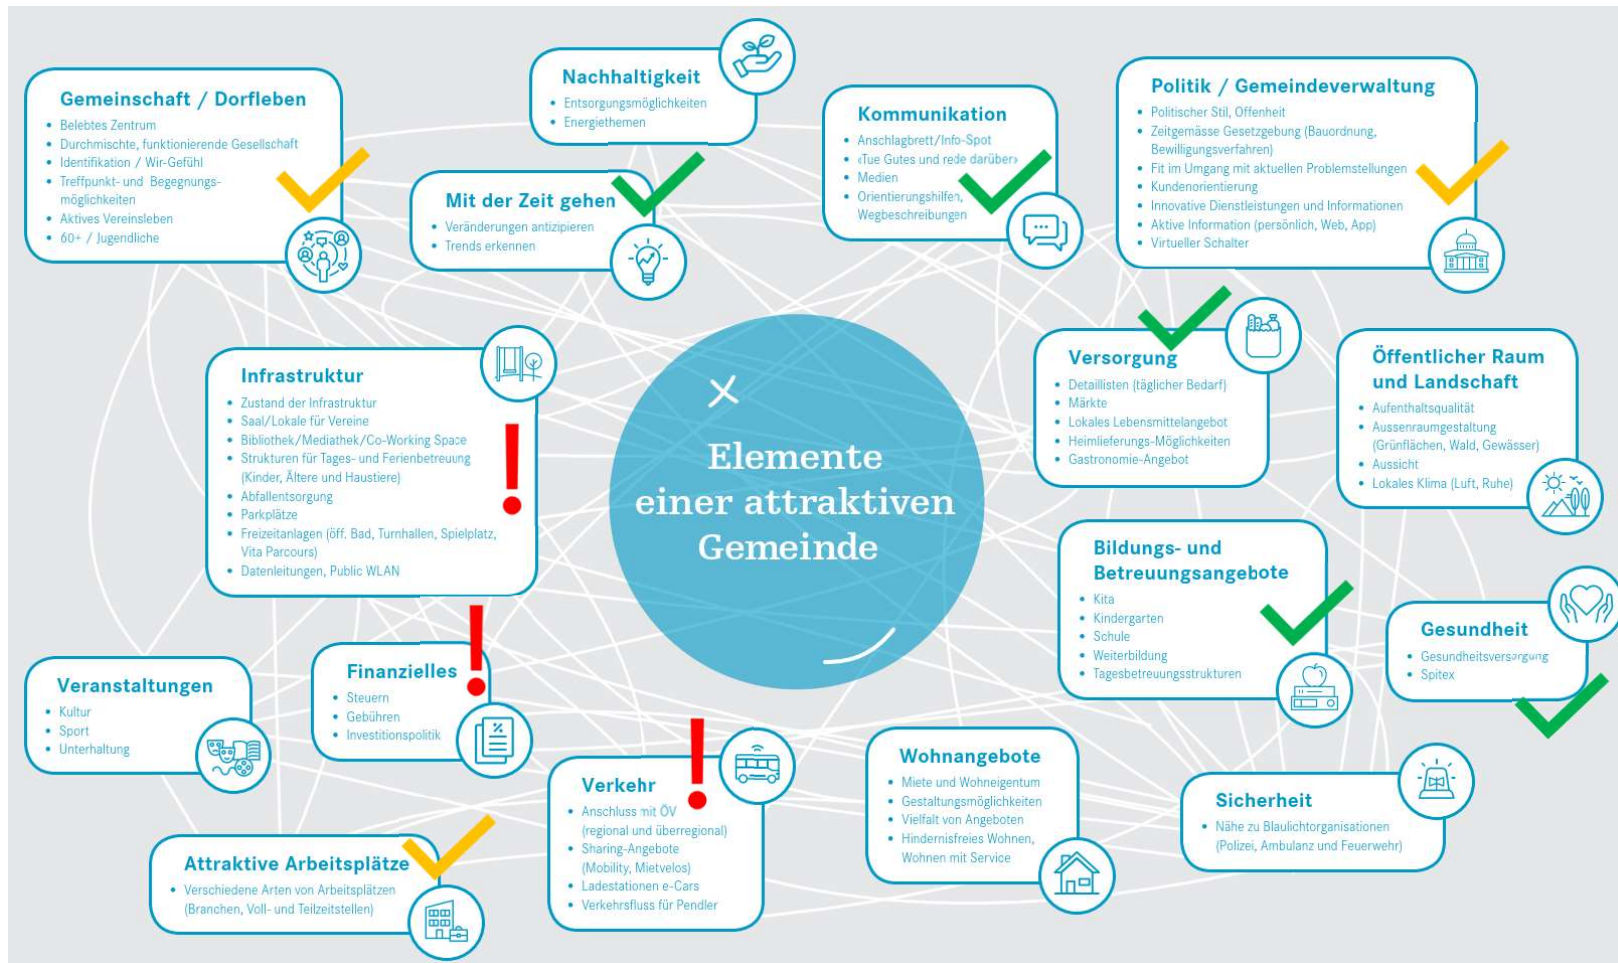 Nachhaltigkeit
• Entsorgungsmöglichkeiten
• Energiethemen
Gemeinschaft / Dorfleben
• Belebtes Zentrum
• Durchmischte, funktionierende Gesellschaft
• Identifikation / Wir-Gefühl
• Treffpunkt- und Begegnungs-
möglichkeiten
• Aktives Vereinsleben
• 60+ / Jugendliche
Mit der Zeit gehen
• Veränderungen antizipieren
• Trends erkennen
Kommunikation
• Anschlagbrett/Info-Spot
• «Tue Gutes und rede darüber»
• Medien
• Orientierungshilfen,
Wegbeschreibungen
Politik / Gemeindeverwaltung
• Politischer Stil, Offenheit
• Zeitgemässe Gesetzgebung (Bauordnung,
Bewilligungsverfahren)
• Fit im Umgang mit aktuellen Problemstellungen
• Kundenorientierung
• Innovative Dienstleistungen und Informationen
• Aktive Information (persönlich, Web, App)
• Virtueller Schalter
Infrastruktur
• Zustand der Infrastruktur
• Saal/Lokale für Vereine
• Bibliothek/Mediathek/Co-Working Space
• Strukturen für Tages- und Ferienbetreuung
(Kinder, Ältere und Haustiere)
• Abfallentsorgung
• Parkplätze
• Freizeitanlagen (öff. Bad, Turnhallen, Spielplatz,
Vita Parcours)
• Datenleitungen, Public WLAN
Elemente
einer attraktiven
Gemeinde
Versorgung
• Detaillisten (täglicher Bedarf)
• Märkte
• Lokales Lebensmittelangebot
• Heimlieferungs-Möglichkeiten
• Gastronomie-Angebot
Öffentlicher Raum
und Landschaft
• Aufenthaltsqualität
• Aussenraumgestaltung
(Grünflächen, Wald, Gewässer)
• Aussicht
• Lokales Klima (Luft, Ruhe)
Bildungs- und
Betreuungsangebote
• Kita
• Kindergarten
• Schule
• Weiterbildung
• Tagesbetreuungsstrukturen
Gesundheit
• Gesundheitsversorgung
• Spitex
Veranstaltungen
• Kultur
• Sport
• Unterhaltung
Finanzielles
• Steuern
• Gebühren
• Investitionspolitik
%
Verkehr
• Anschluss mit ÖV
(regional und überregional)
• Sharing-Angebote
(Mobility, Mietvelos)
• Ladestationen e-Cars
• Verkehrsfluss für Pendler
Wohnangebote
• Miete und Wohneigentum
• Gestaltungsmöglichkeiten
• Vielfalt von Angeboten
• Hindernisfreies Wohnen,
Wohnen mit Service
Sicherheit
• Nähe zu Blaulichtorganisationen
(Polizei, Ambulanz und Feuerwehr)
Attraktive Arbeitsplätze
• Verschiedene Arten von Arbeitsplätzen
(Branchen, Voll- und Teilzeitstellen)